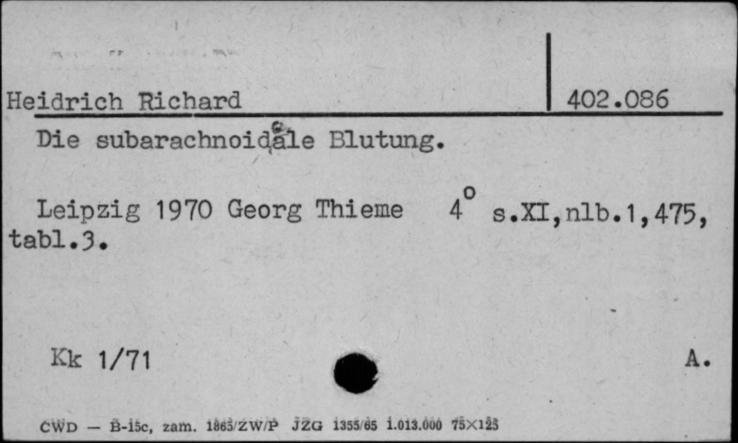 Heidrich Richard 402.086
Die subarachnoidale Blutung.
Leipzig 1970 Georg Thieme 4° s.XI,nlb.1,475,
tabl.3.
Kk 1/71 A.
CWD — B-15c, zam. 1863/ZW/P JZG 1355/65 1.013.000 75×125